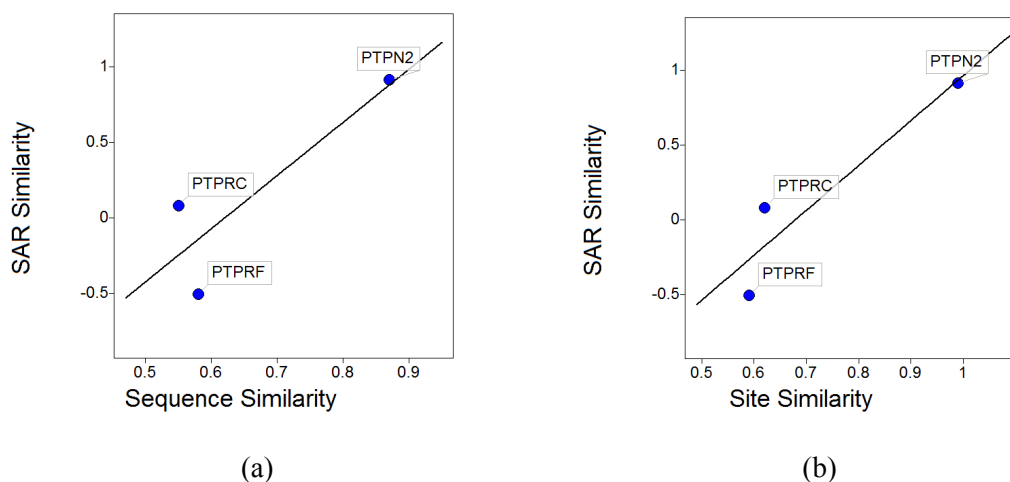 SAR Similarity
1
0.5
0
-0.5
PTPN2
PTPRC
PTPRF
0.5 0.6 0.7 0.8 0.9
Sequence Similarity
(a)
SAR Similarity
1
0.5
0
-0.5
PTPN2
PTPRC
PTPRF
0.5 0.6 0.7 0.8 0.9 1
Site Similarity
(b)